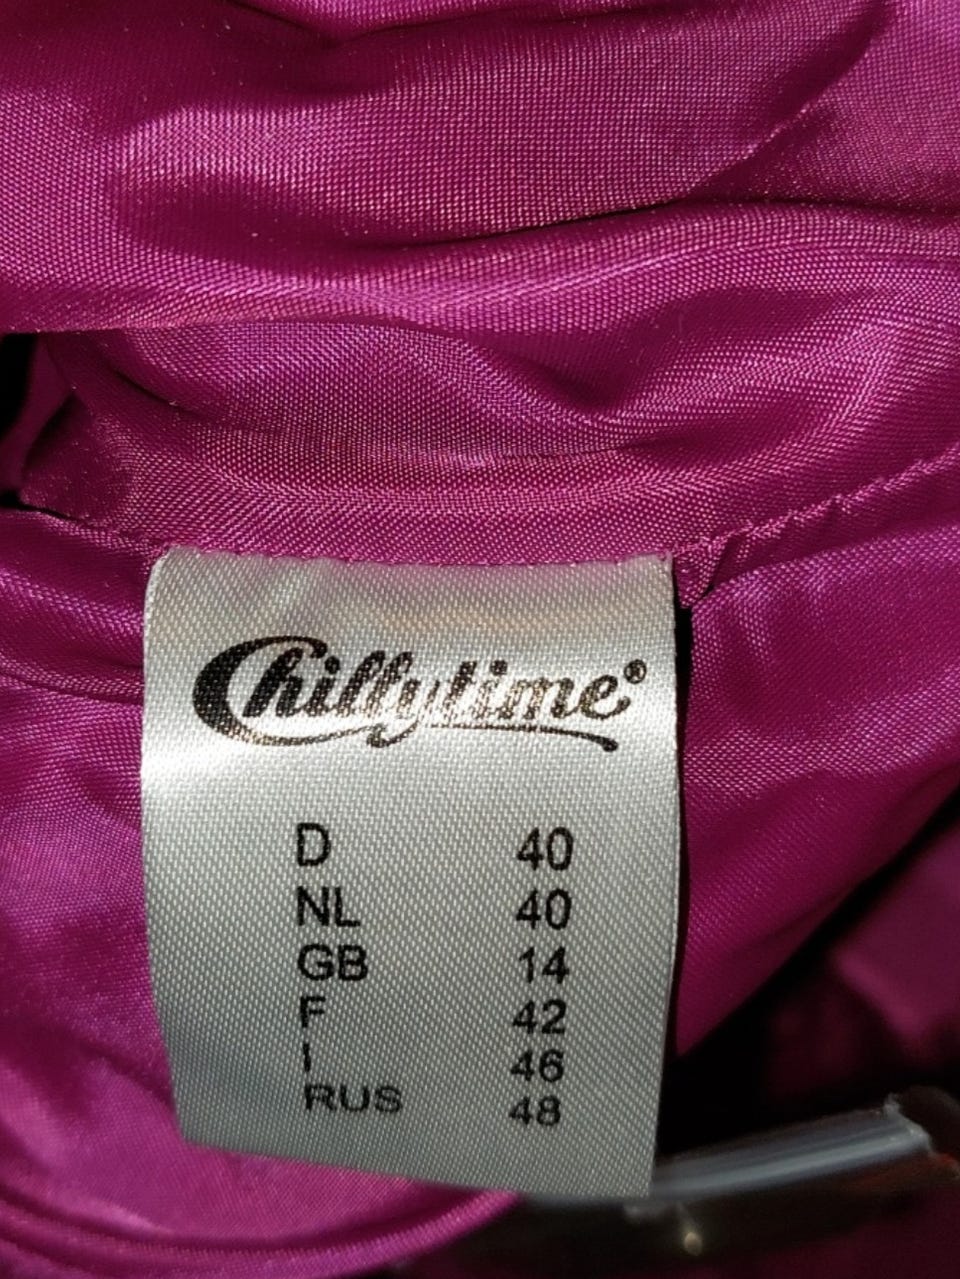 Chillytime®
D 40
NL 40
GB 14
F 42
I 46
RUS 48